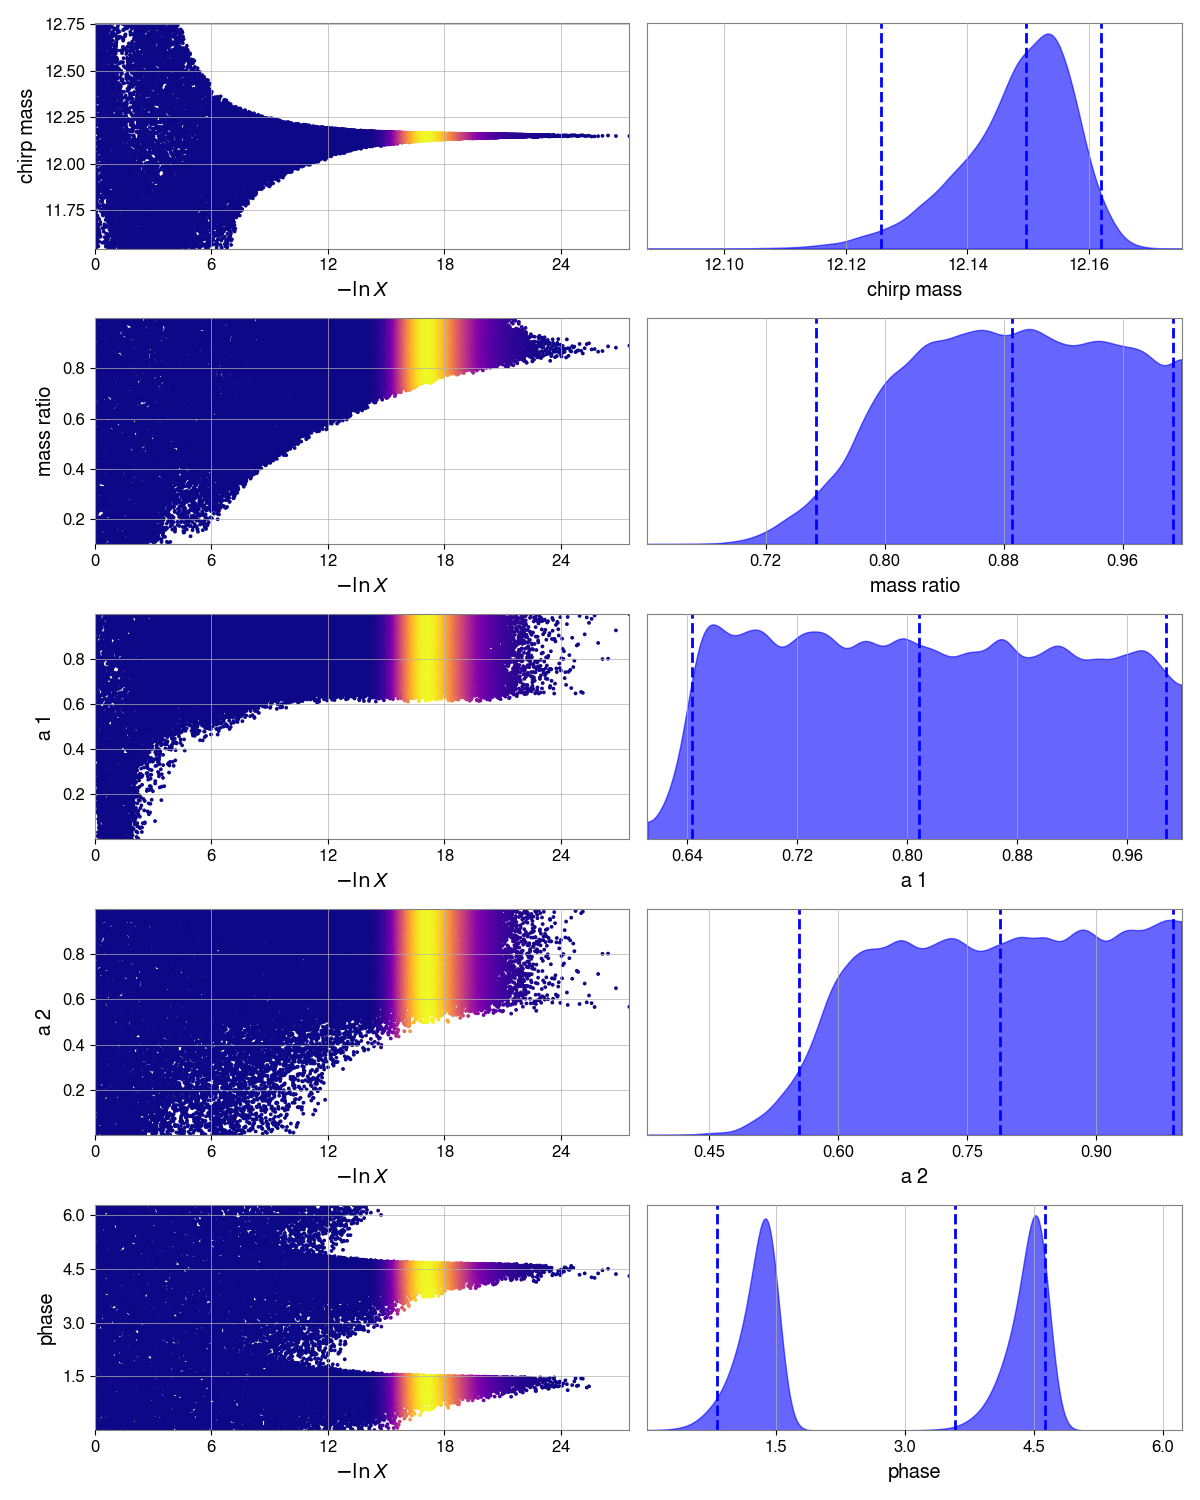 12.75
12.50
12.25
12.00
11.75
chirp mass
0 6 12 18 24
−ln X
12.10 12.12 12.14 12.16
chirp mass
0.8
0.6
0.4
0.2
mass ratio
0 6 12 18 24
−ln X
0.72 0.80 0.88 0.96
mass ratio
0.8
0.6
0.4
0.2
a 1
0 6 12 18 24
−ln X
0.64 0.72 0.80 0.88 0.96
a 1
0.8
0.6
0.4
0.2
a 2
0 6 12 18 24
−ln X
0.45 0.60 0.75 0.90
a 2
6.0
4.5
3.0
1.5
phase
0 6 12 18 24
−ln X
1.5 3.0 4.5 6.0
phase